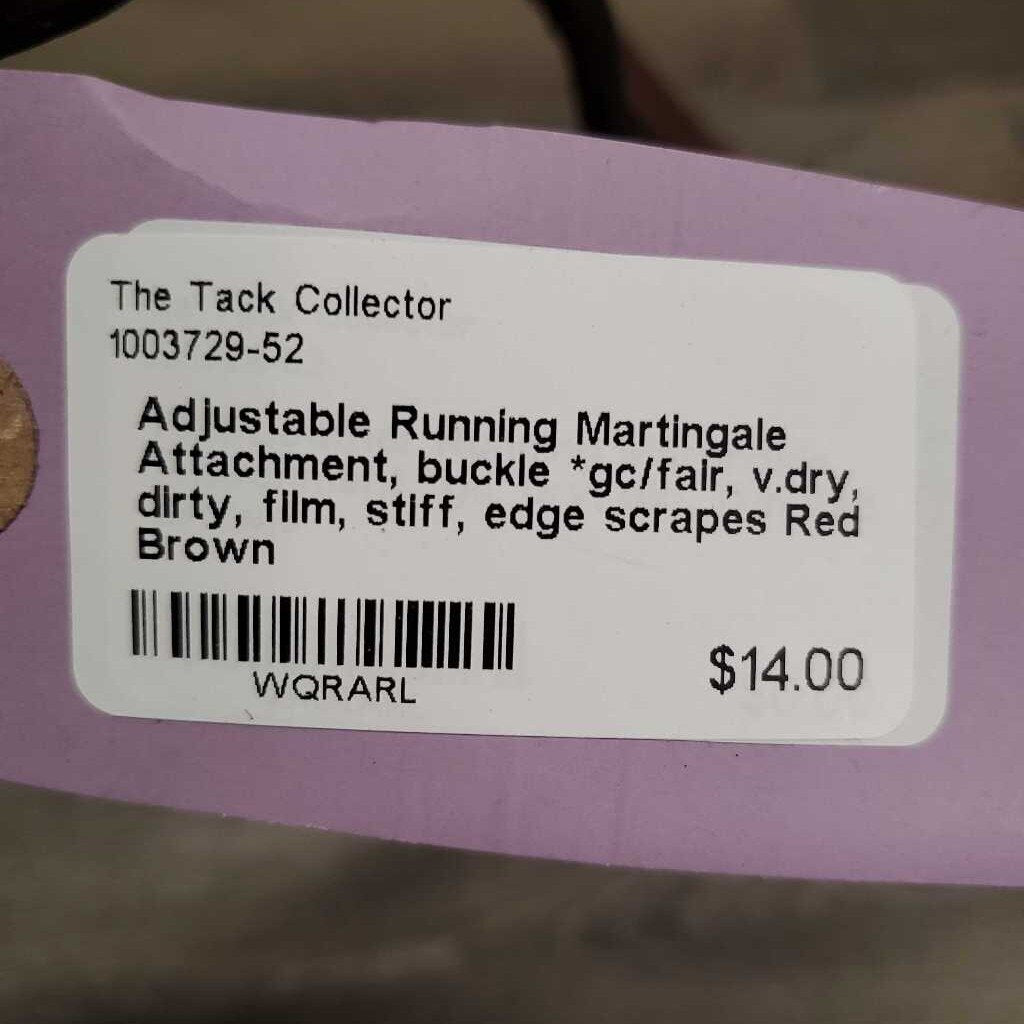 The Tack Collector
1003729-52
Adjustable Running Martingale
Attachment, buckle *gc/fair, v.dry,
dirty, film, stiff, edge scrapes Red
Brown
WQRARL
$14.00